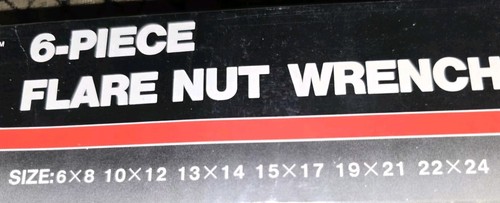 6-PIECE
FLARE NUT WRENCH
SIZE:6×8 10×12 13×14 15×17 19×21 22×24